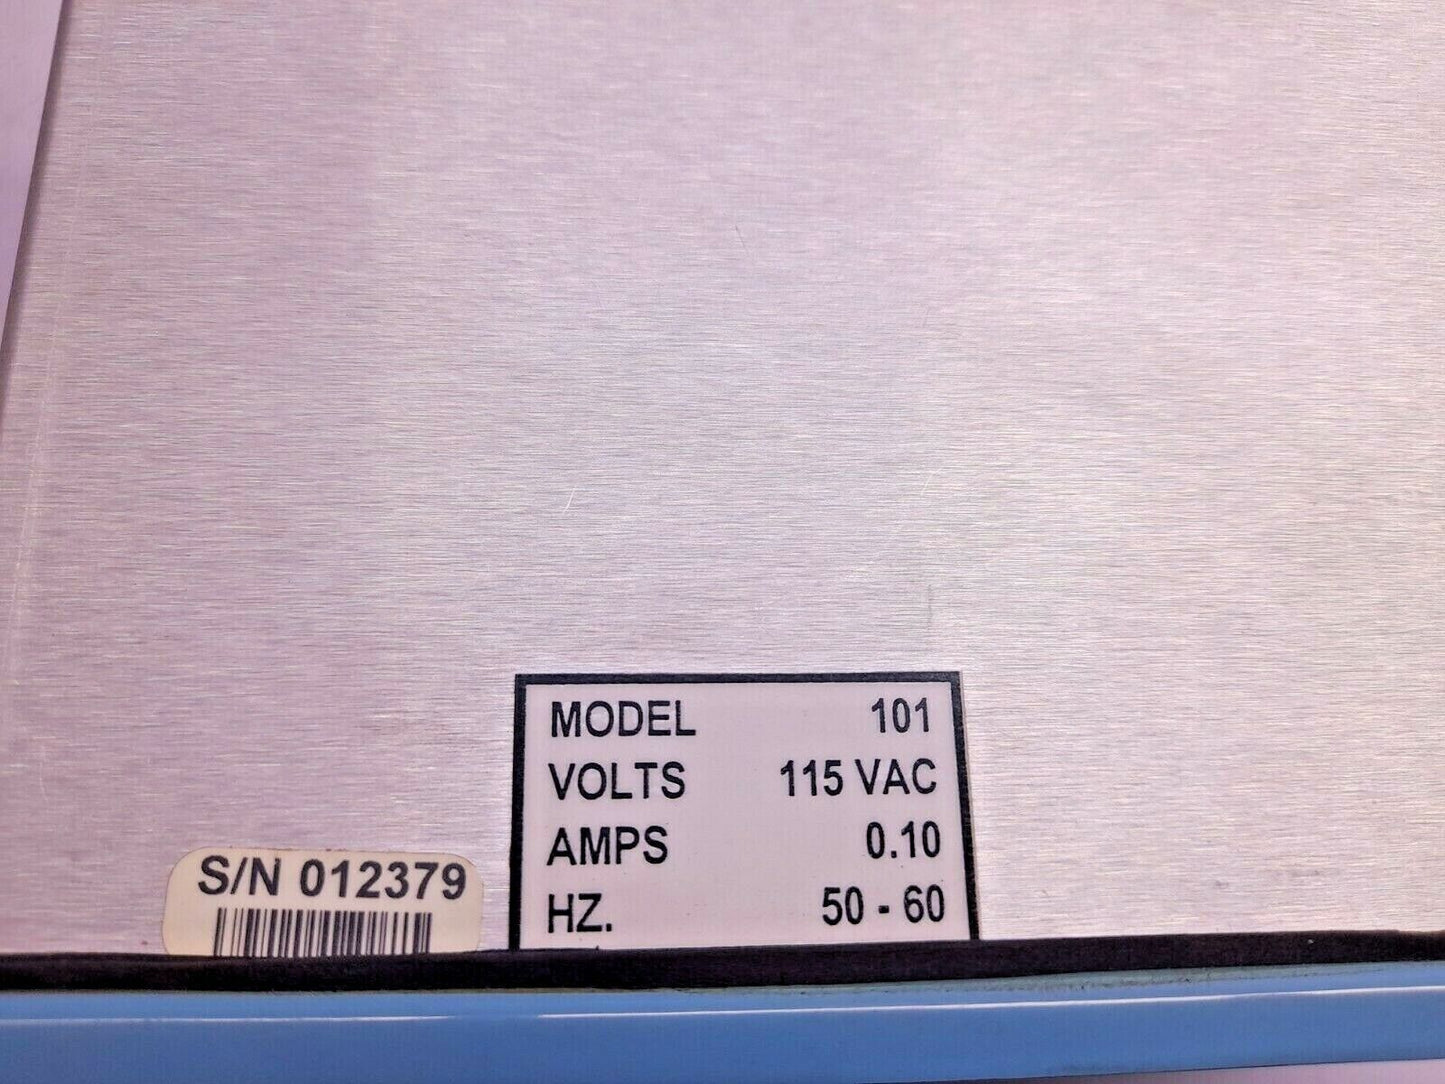 MODEL 101
VOLTS 115 VAC
AMPS 0.10
HZ. 50 - 60
S/N 012379